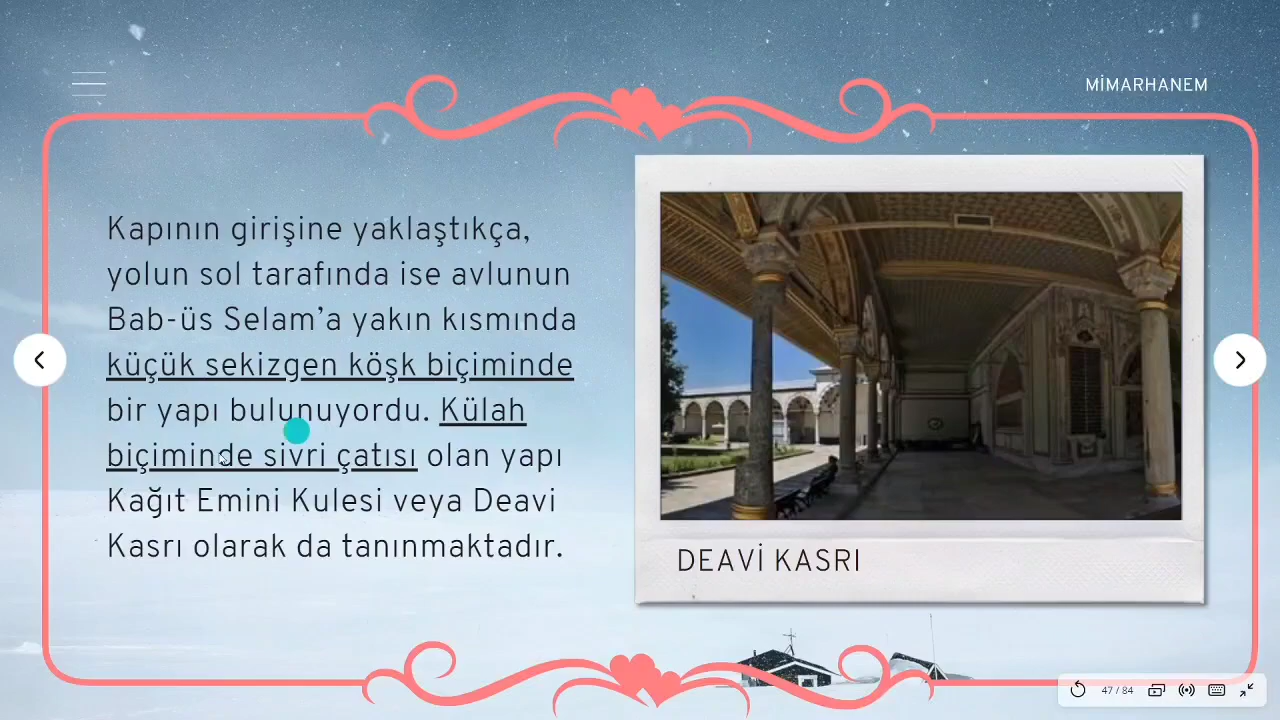 MİMARHANEM
Kapının girişine yaklaştıkça,
yolun sol tarafında ise avlunun
Bab-üs Selam’a yakın kısmında
küçük sekizgen köşk biçiminde
bir yapı bulunuyordu. Külah
biçiminde sivri çatısı olan yapı
Kağıt Emini Kulesi veya Deavi
Kasrı olarak da tanınmaktadır.
DEAVİ KASRI
47 / 84